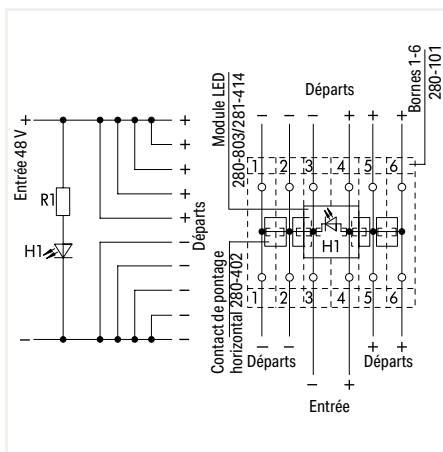 Entrée 48 V
+
−
R1
H1
+
+
+
+
+
−
−
−
−
−
Départs
Module LED
280-803/281-414
Départs
Bornes 1-6
280-101
− − − + + +
1 2 3 4 5 6
H1
1 2 3 4 5 6
Contact de pontage
horizontal 280-402
− − + +
Départs Départs
− +
Entrée